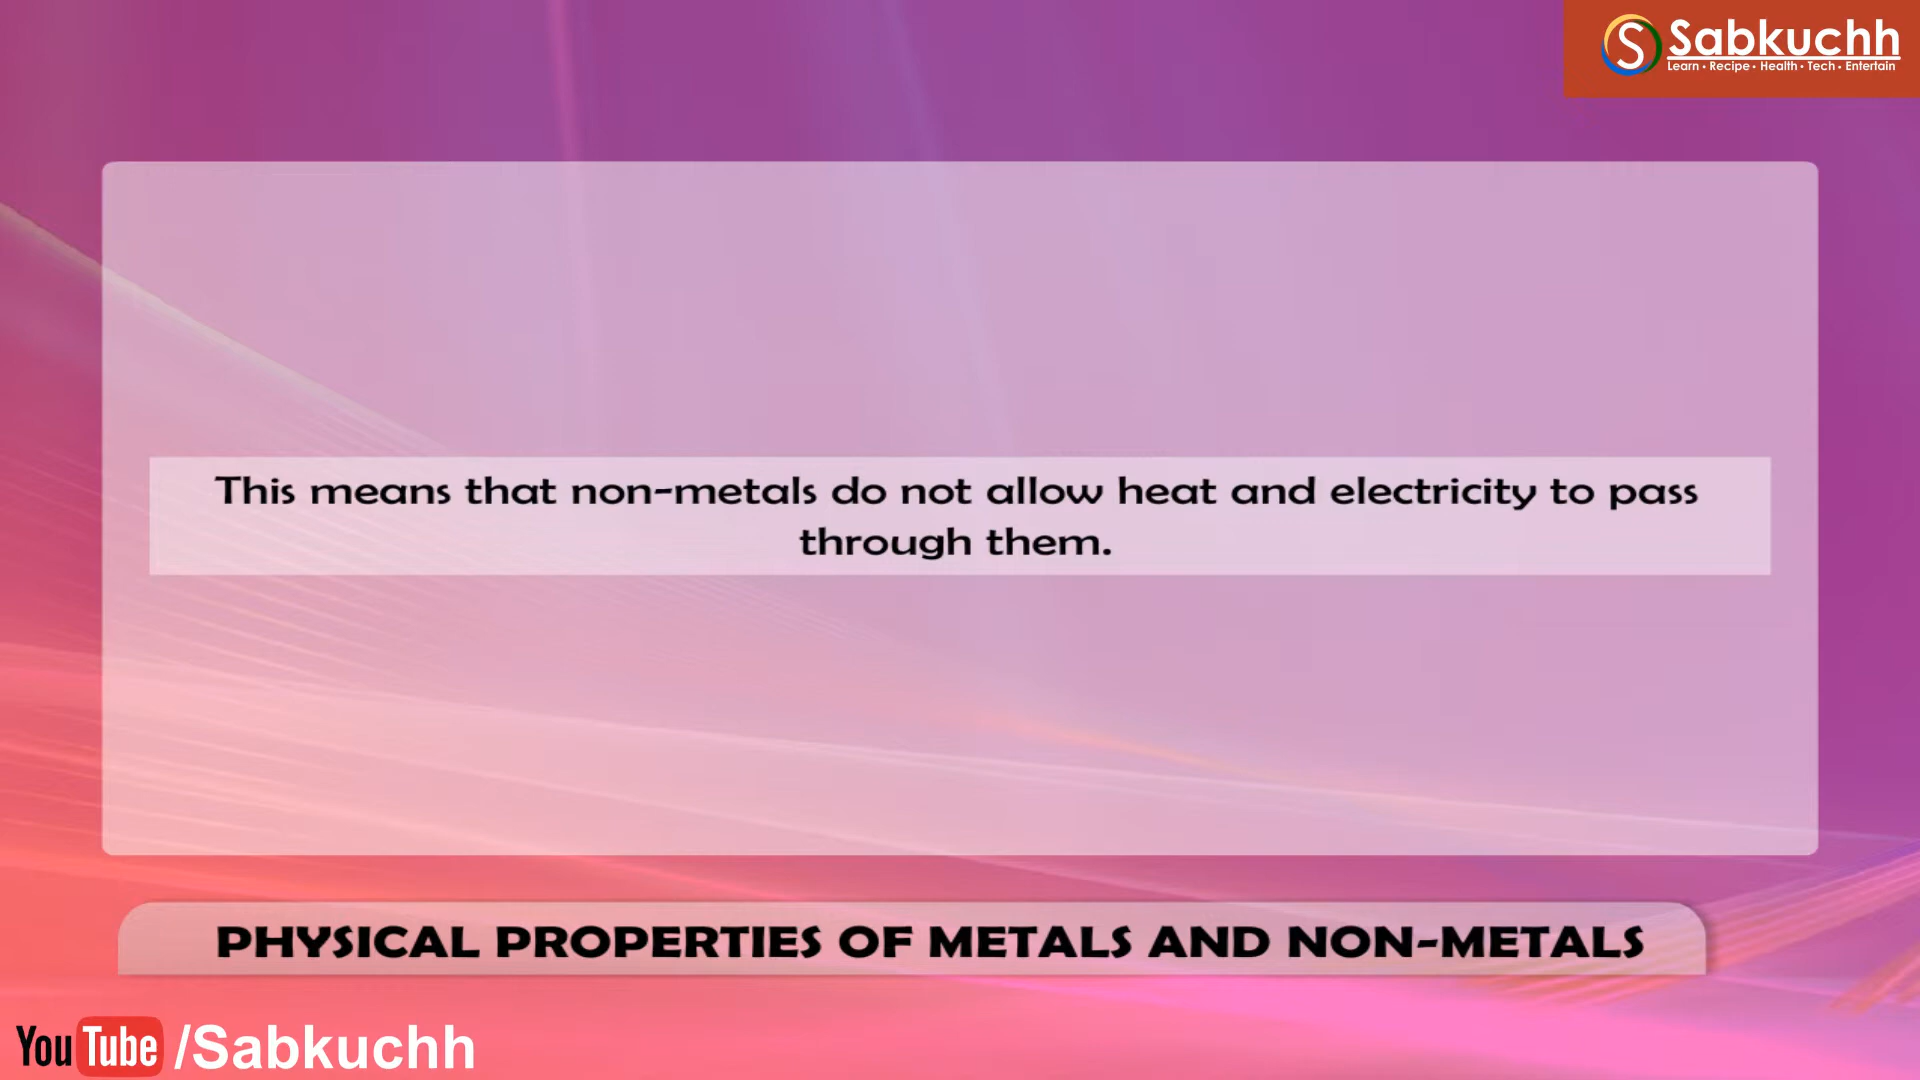 Sabkuchh
Learn • Recipe • Health • Tech • Entertain
This means that non-metals do not allow heat and electricity to pass
through them.
PHYSICAL PROPERTIES OF METALS AND NON-METALS
YouTube /Sabkuchh